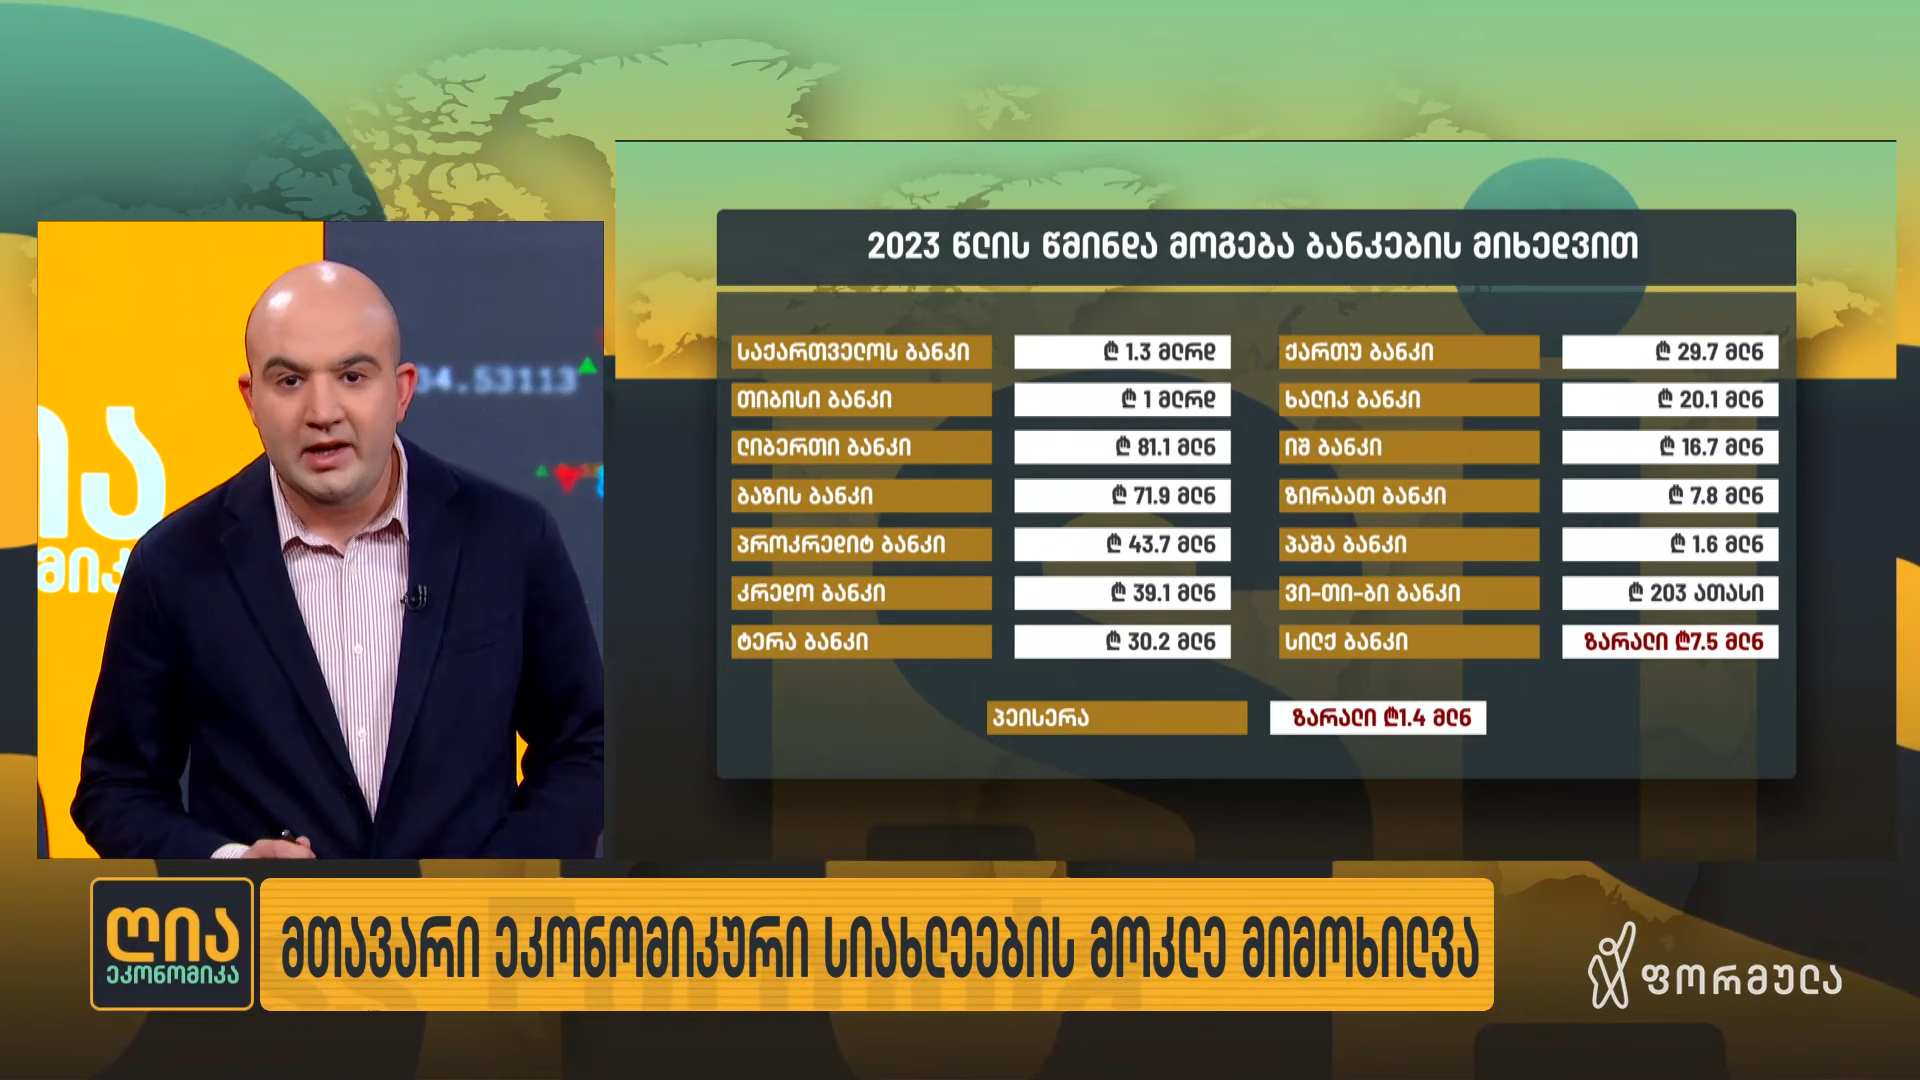 2023 წლის წმინდა მოგება ბანკების მიხედვით
საქართველოს ბანკი ₾ 1.3 მლრდ
თიბისი ბანკი ₾ 1 მლრდ
ლიბერთი ბანკი ₾ 81.1 მლნ
ბაზის ბანკი ₾ 71.9 მლნ
პროკრედიტ ბანკი ₾ 43.7 მლნ
კრედო ბანკი ₾ 39.1 მლნ
ტერა ბანკი ₾ 30.2 მლნ
ქართუ ბანკი ₾ 29.7 მლნ
ხალიკ ბანკი ₾ 20.1 მლნ
იშ ბანკი ₾ 16.7 მლნ
ზირაათ ბანკი ₾ 7.8 მლნ
პაშა ბანკი ₾ 1.6 მლნ
ვი-თი-ბი ბანკი ₾ 203 ათასი
სილქ ბანკი ზარალი ₾7.5 მლნ
პეისერა ზარალი ₾1.4 მლნ
34.53113
ღია
ეკონომიკა
მთავარი ეკონომიკური სიახლეების მოკლე მიმოხილვა
ფორმულა